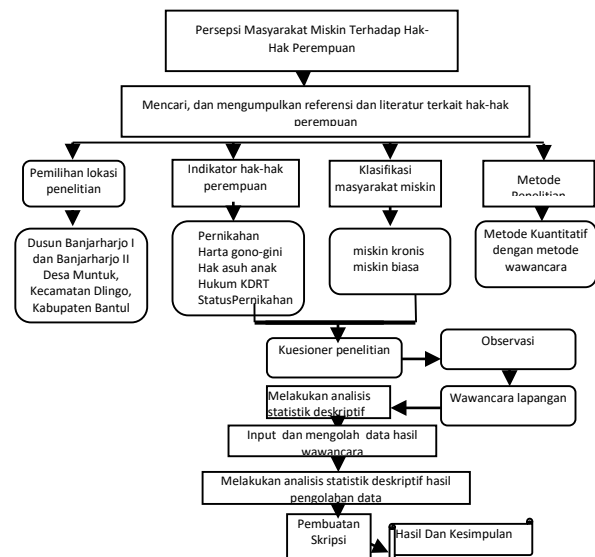 Persepsi Masyarakat Miskin Terhadap Hak-
Hak Perempuan
Mencari, dan mengumpulkan referensi dan literatur terkait hak-hak
perempuan
Pemilihan lokasi
penelitian
Indikator hak-hak
perempuan
Klasifikasi
masyarakat miskin
Metode
Penelitian
Dusun Banjarharjo I
dan Banjarharjo II
Desa Muntuk,
Kecamatan Dlingo,
Kabupaten Bantul
Pernikahan
Harta gono-gini
Hak asuh anak
Hukum KDRT
StatusPernikahan
miskin kronis
miskin biasa
Metode Kuantitatif
dengan metode
wawancara
Kuesioner penelitian
Observasi
Wawancara lapangan
Melakukan analisis
statistik deskriptif
Input dan mengolah data hasil
wawancara
Melakukan analisis statistik deskriptif hasil
pengolahan data
Pembuatan
Skripsi
Hasil Dan Kesimpulan